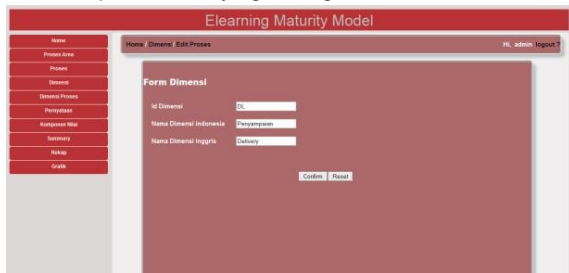 Elearning Maturity Model
Home
Proses Area
Proses
Dimensi
Dimensi Proses
Pernyataan
Komponen Nilai
Summary
Rekap
Grafik
Home / Dimensi/ Edit Proses
Hi, admin logout ?
Form Dimensi
Id Dimensi DL
Nama Dimensi Indonesia Penyampaian
Nama Dimensi Inggris Delivery
Confirm Reset